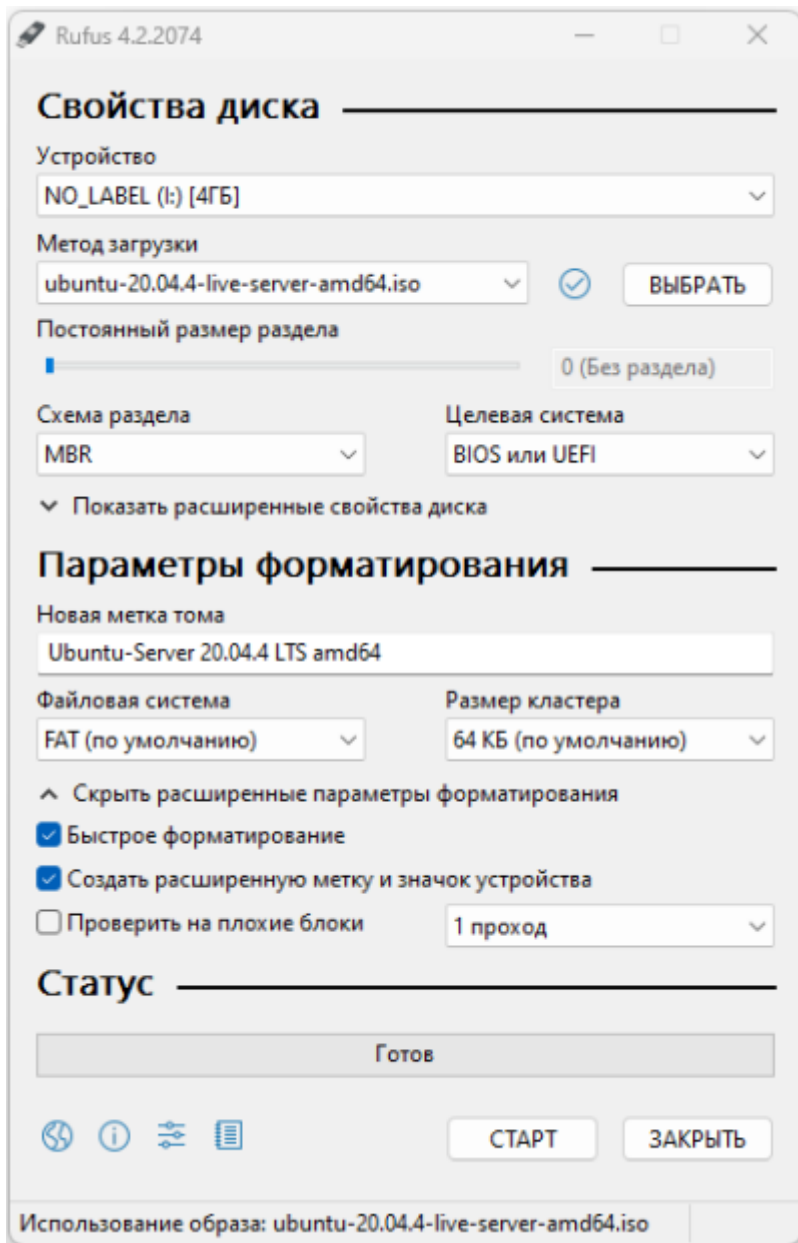 Rufus 4.2.2074
Свойства диска
Устройство
NO_LABEL (I:) [4ГБ]
Метод загрузки
ubuntu-20.04.4-live-server-amd64.iso ВЫБРАТЬ
Постоянный размер раздела
0 (Без раздела)
Схема раздела Целевая система
MBR BIOS или UEFI
Показать расширенные свойства диска
Параметры форматирования
Новая метка тома
Ubuntu-Server 20.04.4 LTS amd64
Файловая система Размер кластера
FAT (по умолчанию) 64 КБ (по умолчанию)
Скрыть расширенные параметры форматирования
Быстрое форматирование
Создать расширенную метку и значок устройства
Проверить на плохие блоки 1 проход
Статус
Готов
СТАРТ ЗАКРЫТЬ
Использование образа: ubuntu-20.04.4-live-server-amd64.iso